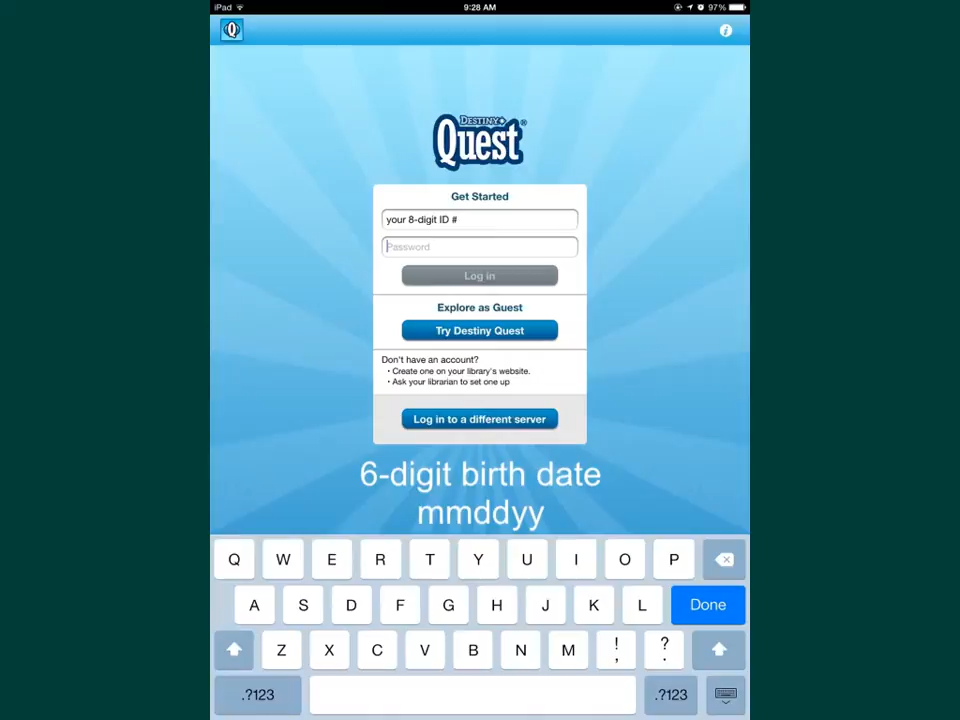 iPad 9:28 AM 97%
Q i
DESTINY
Quest®
Get Started
your 8-digit ID #
Password
Log in
Explore as Guest
Try Destiny Quest
Don't have an account?
• Create one on your library's website.
• Ask your librarian to set one up
Log in to a different server
6-digit birth date
mmddyy
Q W E R T Y U I O P
A S D F G H J K L Done
Z X C V B N M ! , ? .
.?123 .?123